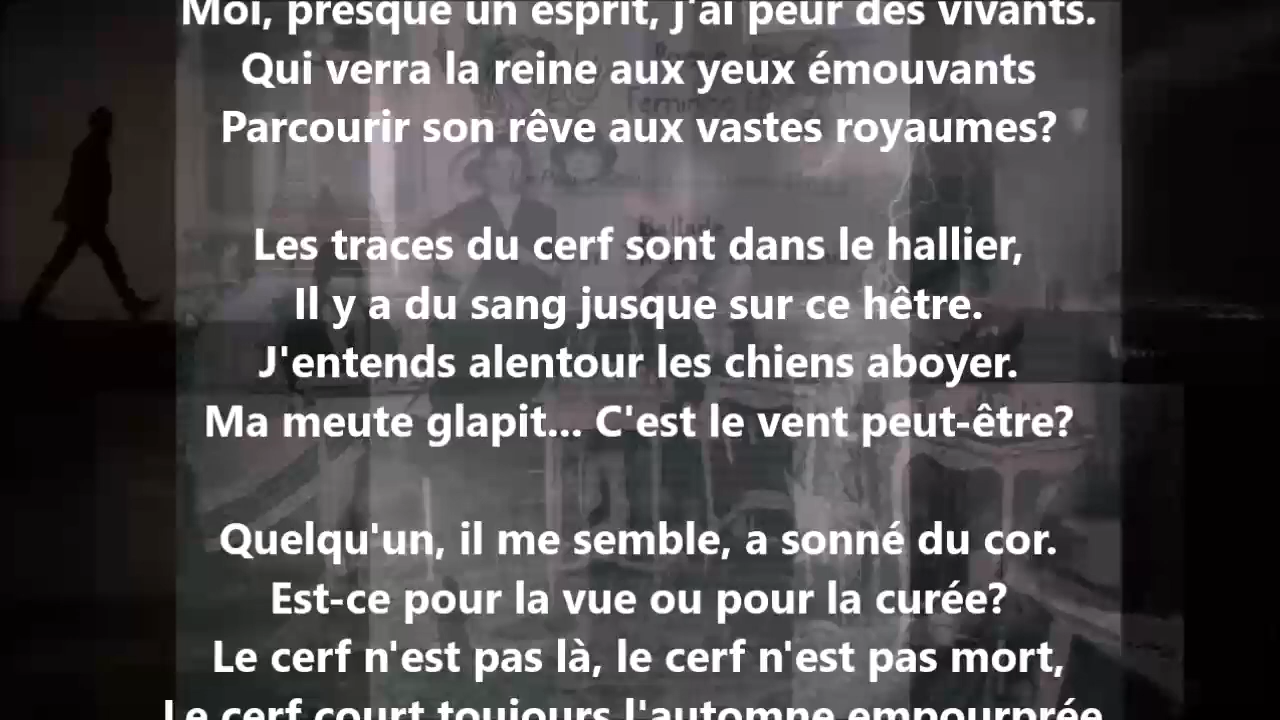 Moi, presque un esprit, j'ai peur des vivants.
Qui verra la reine aux yeux émouvants
Parcourir son rêve aux vastes royaumes?
Les traces du cerf sont dans le hallier,
Il y a du sang jusque sur ce hêtre.
J'entends alentour les chiens aboyer.
Ma meute glapit... C'est le vent peut-être?
Quelqu'un, il me semble, a sonné du cor.
Est-ce pour la vue ou pour la curée?
Le cerf n'est pas là, le cerf n'est pas mort,
Le cerf court toujours l'automne empourprée
Ballade